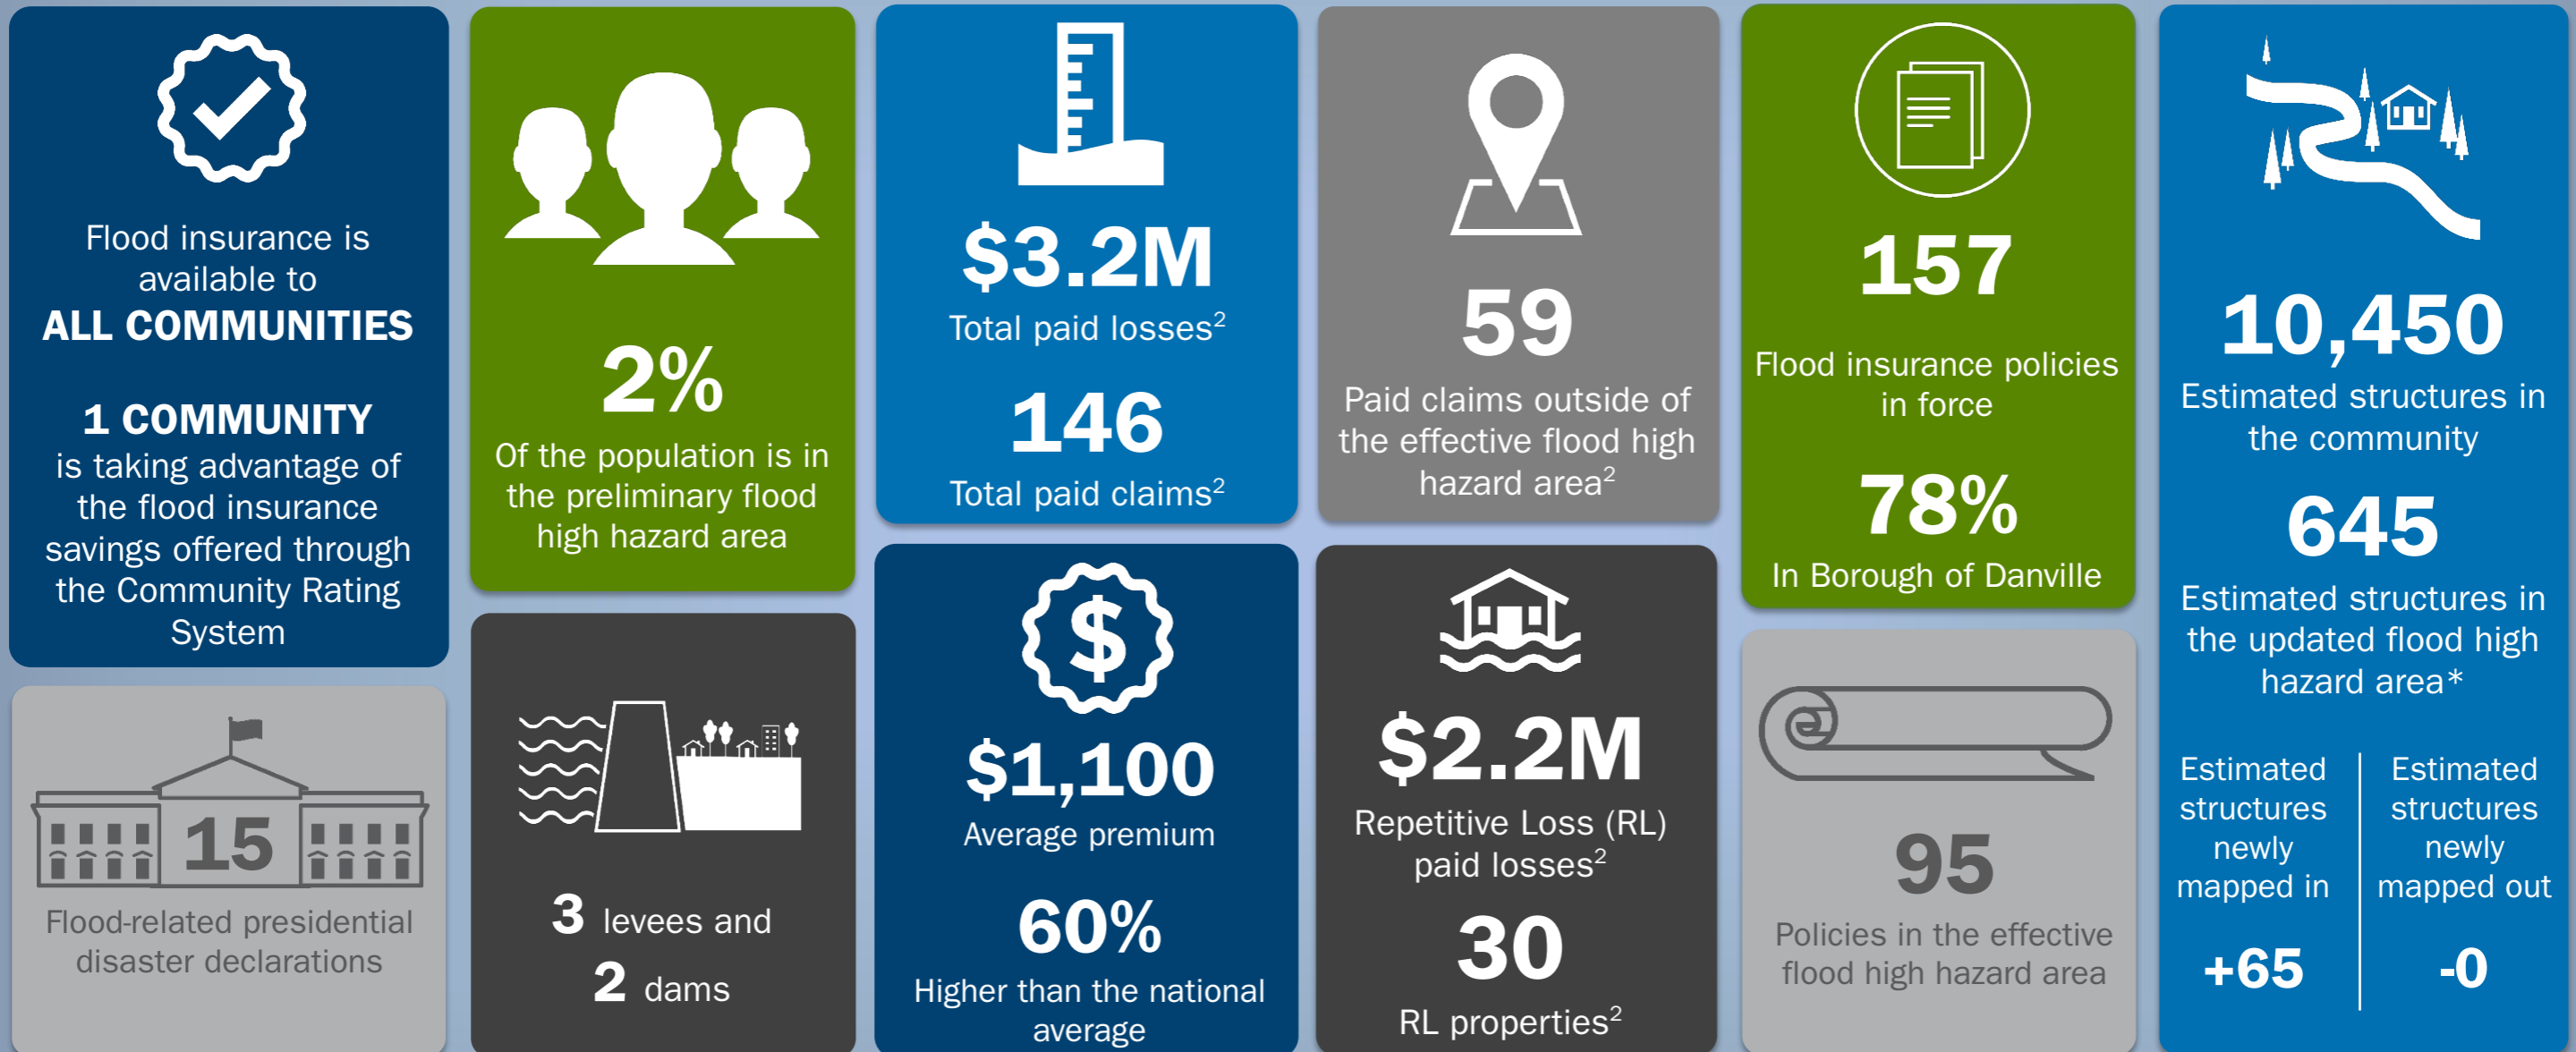 Flood insurance is
available to
ALL COMMUNITIES
1 COMMUNITY
is taking advantage of
the flood insurance
savings offered through
the Community Rating
System
15
Flood-related presidential
disaster declarations
2%
Of the population is in
the preliminary flood
high hazard area
3 levees and
2 dams
$3.2M
Total paid losses²
146
Total paid claims²
$
$1,100
Average premium
60%
Higher than the national
average
59
Paid claims outside of
the effective flood high
hazard area²
$2.2M
Repetitive Loss (RL)
paid losses²
30
RL properties²
157
Flood insurance policies
in force
78%
In Borough of Danville
95
Policies in the effective
flood high hazard area
10,450
Estimated structures in
the community
645
Estimated structures in
the updated flood high
hazard area*
Estimated
structures
newly
mapped in
+65
Estimated
structures
newly
mapped out
-0